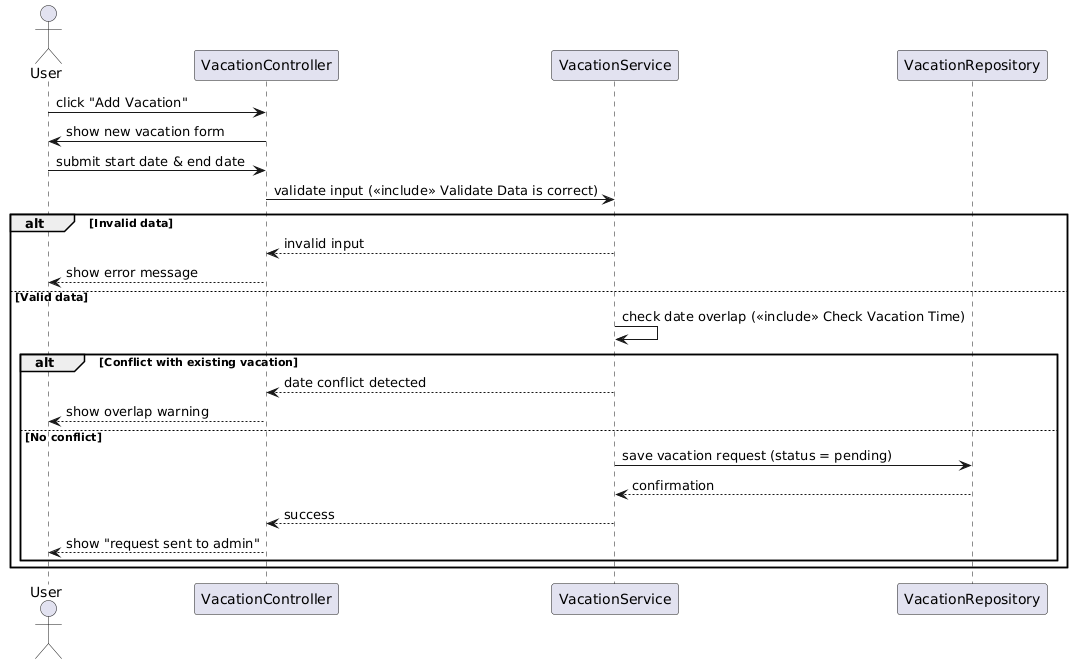 User
VacationController
VacationService
VacationRepository
click "Add Vacation"
show new vacation form
submit start date & end date
validate input («include» Validate Data is correct)
alt [Invalid data]
invalid input
show error message
[Valid data]
check date overlap («include» Check Vacation Time)
alt [Conflict with existing vacation]
date conflict detected
show overlap warning
[No conflict]
save vacation request (status = pending)
confirmation
success
show "request sent to admin"
User
VacationController
VacationService
VacationRepository